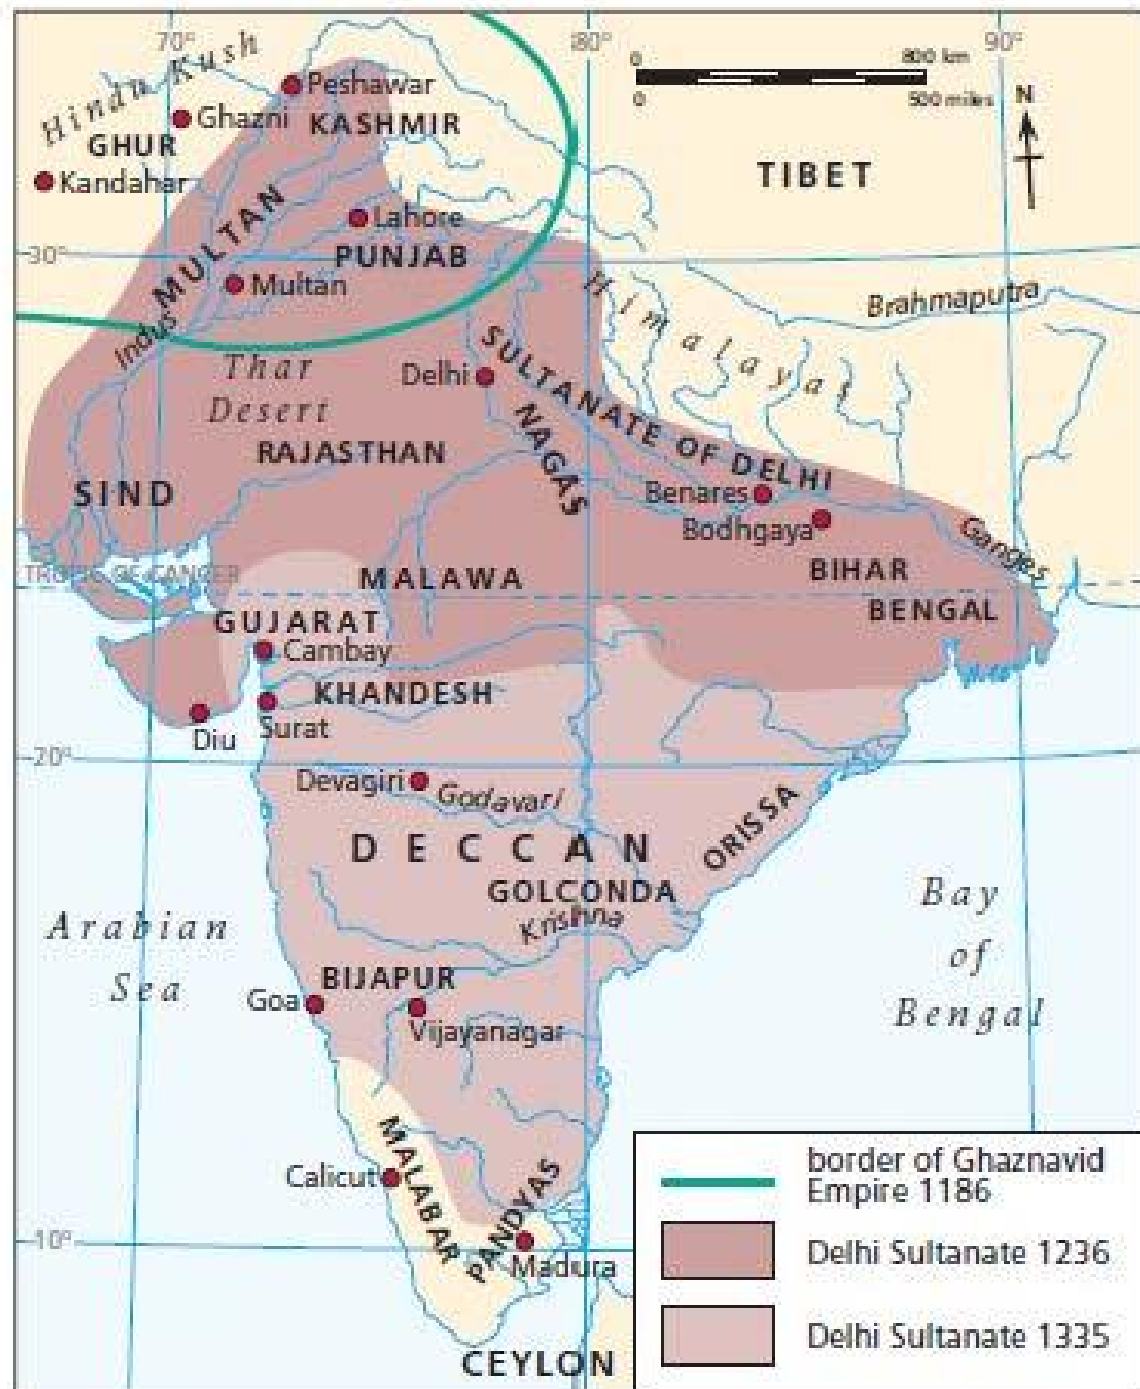 70°
80°
90°
0
800 km
0
500 miles
N
Hindu Kush
Peshawar
Ghazni
KASHMIR
GHUR
Kandahar
TIBET
MULTAN
Lahore
30°
PUNJAB
Multan
Himalayas
Brahmaputra
Indus
Thar
Desert
Delhi
SULTANATE OF DELHI
NAGAS
RAJASTHAN
SIND
Benares
Bodhgaya
Ganges
TROPIC OF CANCER
MALAWA
BIHAR
BENGAL
GUJARAT
Cambay
KHANDESH
Surat
Diu
20°
Devagiri
Godavari
DECCAN
ORISSA
GOLCONDA
Krishna
Arabian
Sea
Bay
of
Bengal
BIJAPUR
Goa
Vijayanagar
MALABAR
Calicut
PANDYAS
10°
Madura
CEYLON
border of Ghaznavid
Empire 1186
Delhi Sultanate 1236
Delhi Sultanate 1335